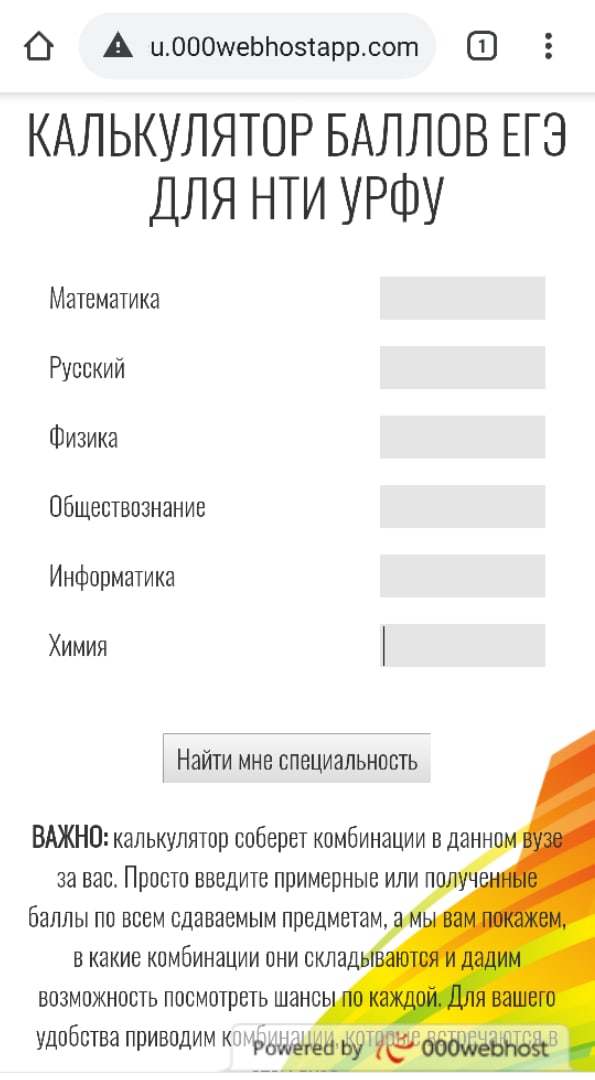 u.000webhostapp.com
1
КАЛЬКУЛЯТОР БАЛЛОВ ЕГЭ
ДЛЯ НТИ УРФУ
Математика
Русский
Физика
Обществознание
Информатика
Химия
Найти мне специальность
ВАЖНО: калькулятор соберет комбинации в данном вузе
за вас. Просто введите примерные или полученные
баллы по всем сдаваемым предметам, а мы вам покажем,
в какие комбинации они складываются и дадим
возможность посмотреть шансы по каждой. Для вашего
удобства приводим комбинации, которые встречаются в
Powered by 000webhost